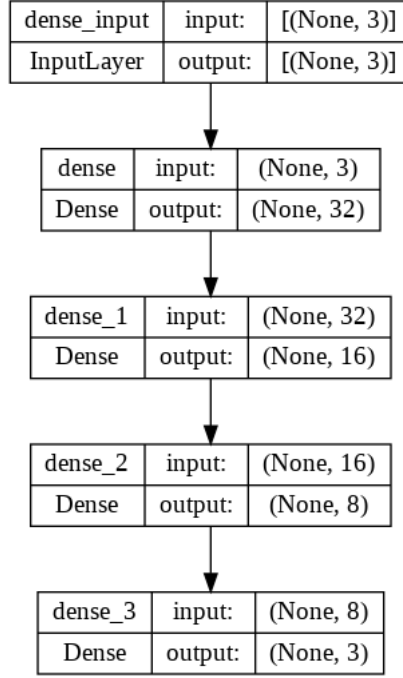 dense_input input: [(None, 3)]
InputLayer output: [(None, 3)]
dense input: (None, 3)
Dense output: (None, 32)
dense_1 input: (None, 32)
Dense output: (None, 16)
dense_2 input: (None, 16)
Dense output: (None, 8)
dense_3 input: (None, 8)
Dense output: (None, 3)